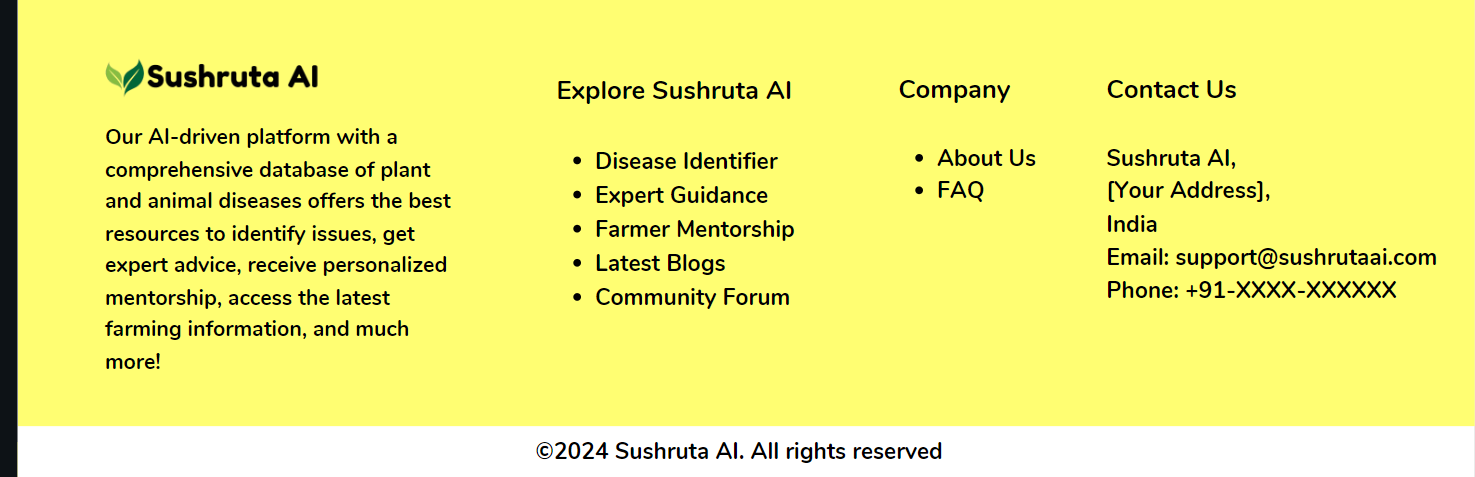 Sushruta AI
Our AI-driven platform with a
comprehensive database of plant
and animal diseases offers the best
resources to identify issues, get
expert advice, receive personalized
mentorship, access the latest
farming information, and much
more!
Explore Sushruta AI
Disease Identifier
Expert Guidance
Farmer Mentorship
Latest Blogs
Community Forum
Company
About Us
FAQ
Contact Us
Sushruta AI,
[Your Address],
India
Email: support@sushrutaai.com
Phone: +91-XXXX-XXXXXX
©2024 Sushruta AI. All rights reserved